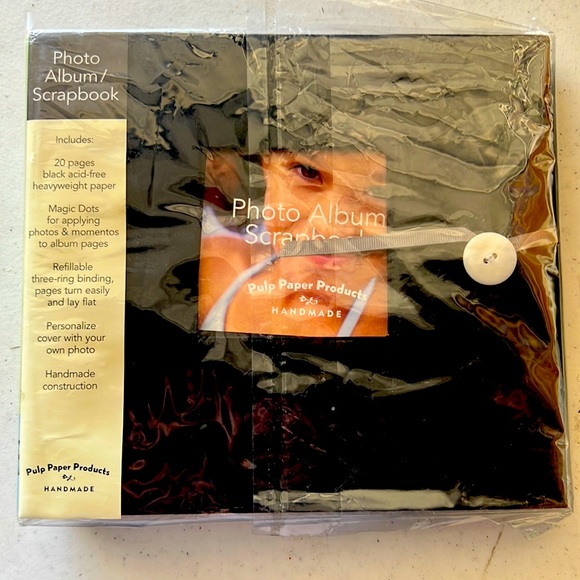 Photo
Album/
Scrapbook
Includes:
20 pages
black acid-free
heavyweight paper
Magic Dots
for applying
photos & momentos
to album pages
Refillable
three-ring binding,
pages turn easily
and lay flat
Personalize
cover with your
own photo
Handmade
construction
Pulp Paper Products
HANDMADE
Photo Album
Scrapbook
Pulp Paper Products
HANDMADE